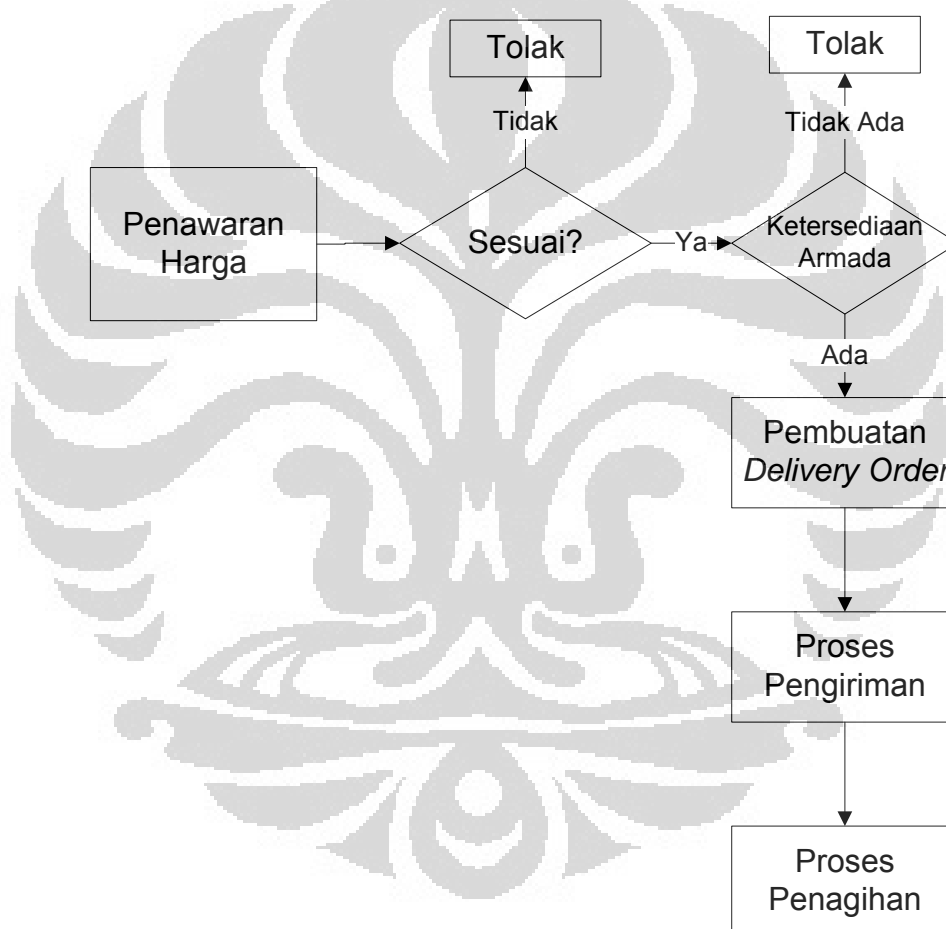 Tolak
Tolak
Tidak
Tidak Ada
Penawaran
Harga
Sesuai?
Ya
Ketersediaan
Armada
Ada
Pembuatan
Delivery Order
Proses
Pengiriman
Proses
Penagihan